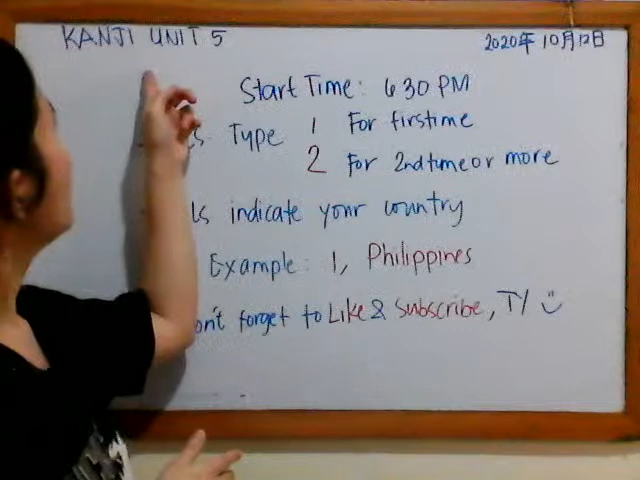 KANJI UNIT 5
2020年 10月12日
Start Time: 6 30 PM
Type 1 For firstime
2 For 2nd time or more
ls indicate your country
Example: 1, Philippines
on't forget to Like & Subscribe, TY